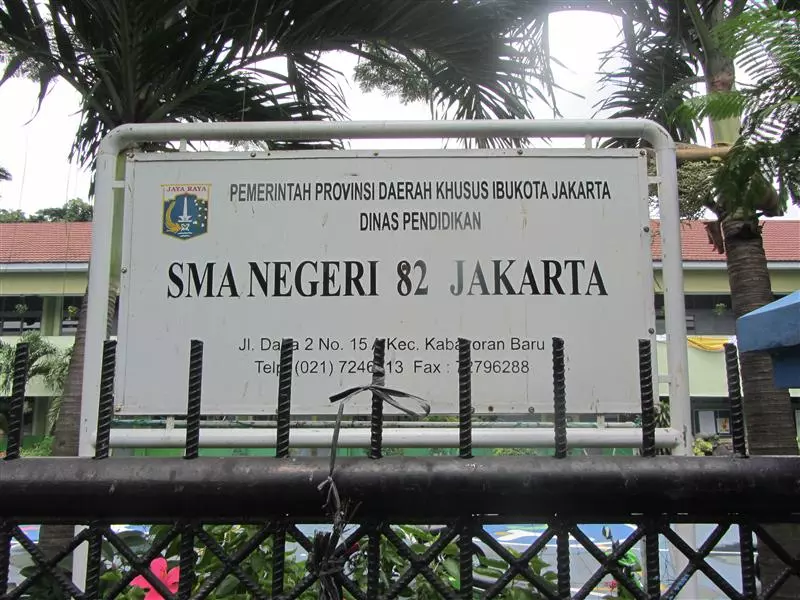 JAYA RAYA
PEMERINTAH PROVINSI DAERAH KHUSUS IBUKOTA JAKARTA
DINAS PENDIDIKAN
SMA NEGERI 82 JAKARTA
Jl. No. 15 Kec. Baru
(021) Fax :